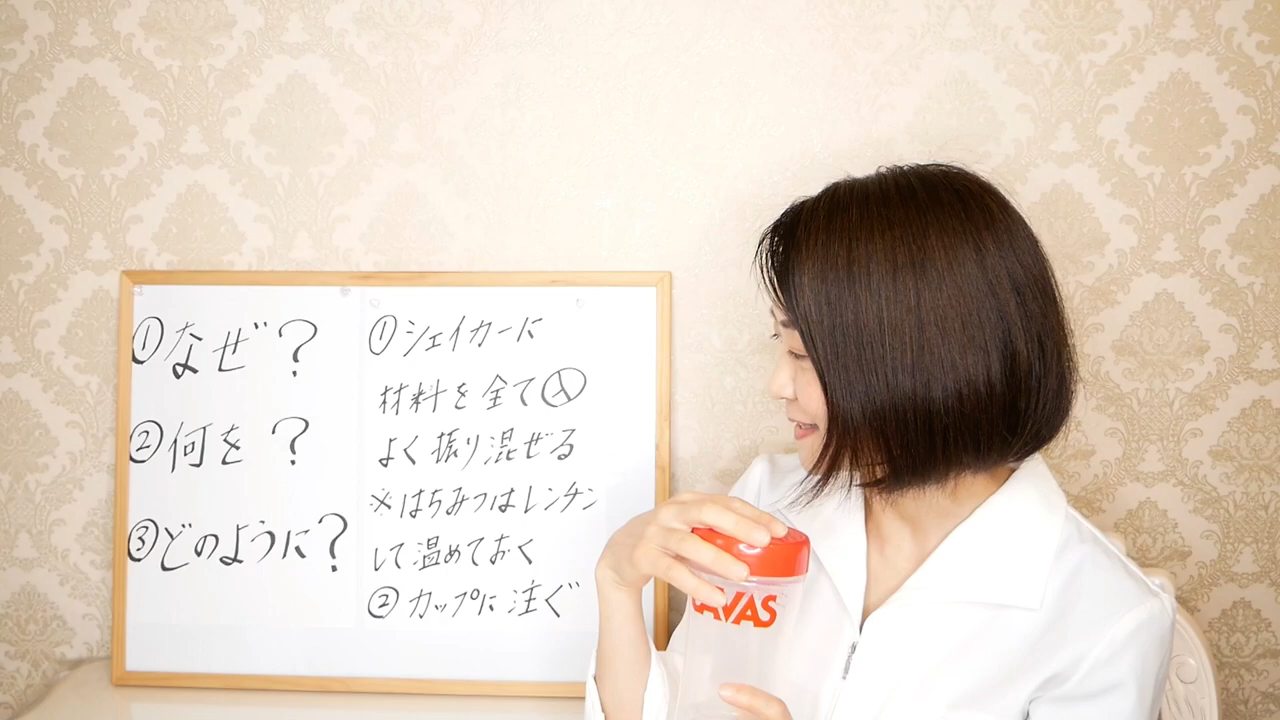 ①なぜ?
②何を?
③どのように?
①シェイカーに
材料を全て入
よく振り混ぜる
※はちみつはレンチン
して温めておく
②カップに注ぐ
SAVAS